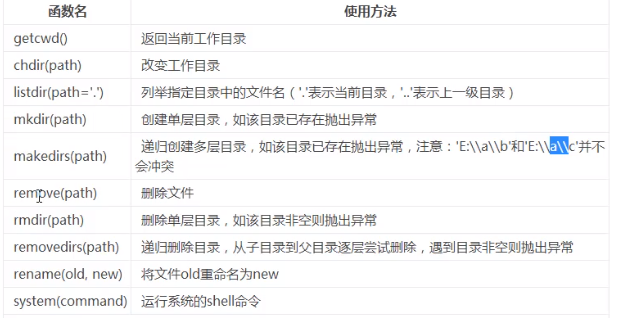 函数名 使用方法
getcwd() 返回当前工作目录
chdir(path) 改变工作目录
listdir(path='.') 列举指定目录中的文件名（'.'表示当前目录，'..'表示上一级目录）
mkdir(path) 创建单层目录，如该目录已存在抛出异常
makedirs(path) 递归创建多层目录，如该目录已存在抛出异常，注意：'E:\\a\\b'和'E:\\a\\c'并不
会冲突
remove(path) 删除文件
rmdir(path) 删除单层目录，如该目录非空则抛出异常
removedirs(path) 递归删除目录，从子目录到父目录逐层尝试删除，遇到目录非空则抛出异常
rename(old, new) 将文件old重命名为new
system(command) 运行系统的shell命令